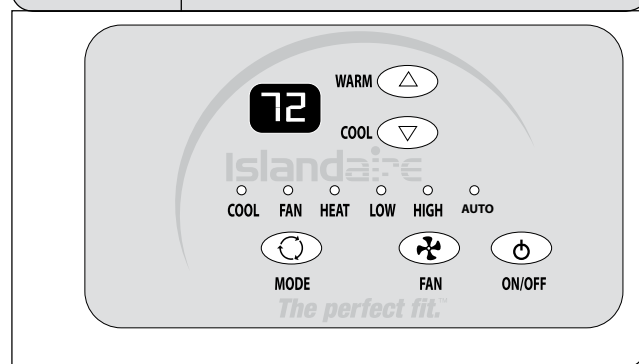 WARM
72
COOL
Islandaire
COOL FAN HEAT LOW HIGH AUTO
MODE FAN ON/OFF
The perfect fit.™